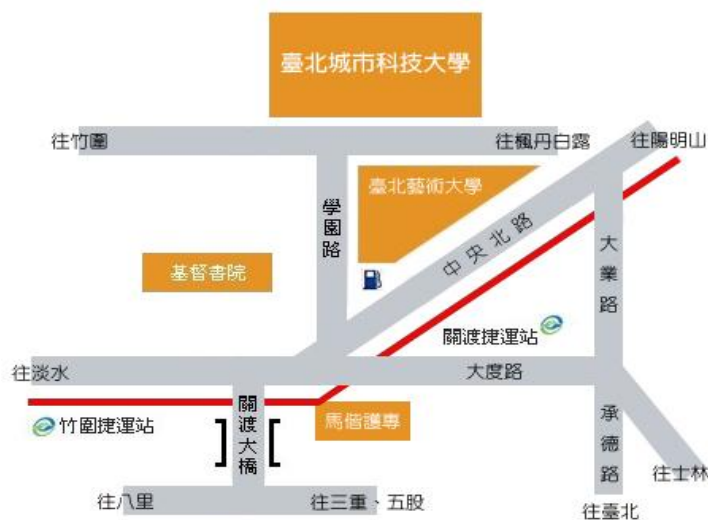 臺北城市科技大學
往竹圍
往楓丹白露
往陽明山
臺北藝術大學
學園路
中央北路
大業路
基督書院
關渡捷運站
往淡水
大度路
竹圍捷運站
關渡大橋
馬偕護專
承德路
往士林
往八里
往三重、五股
往臺北